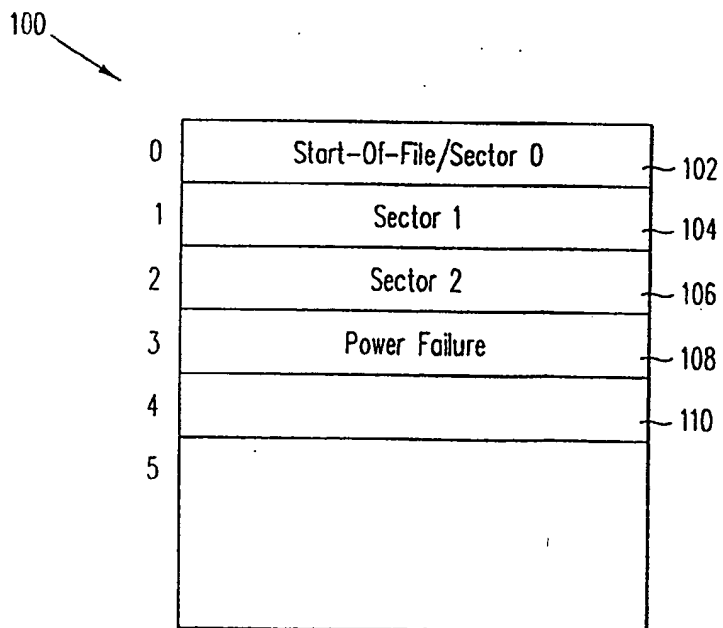 100
0 Start-Of-File/Sector 0 102
1 Sector 1 104
2 Sector 2 106
3 Power Failure 108
4 110
5